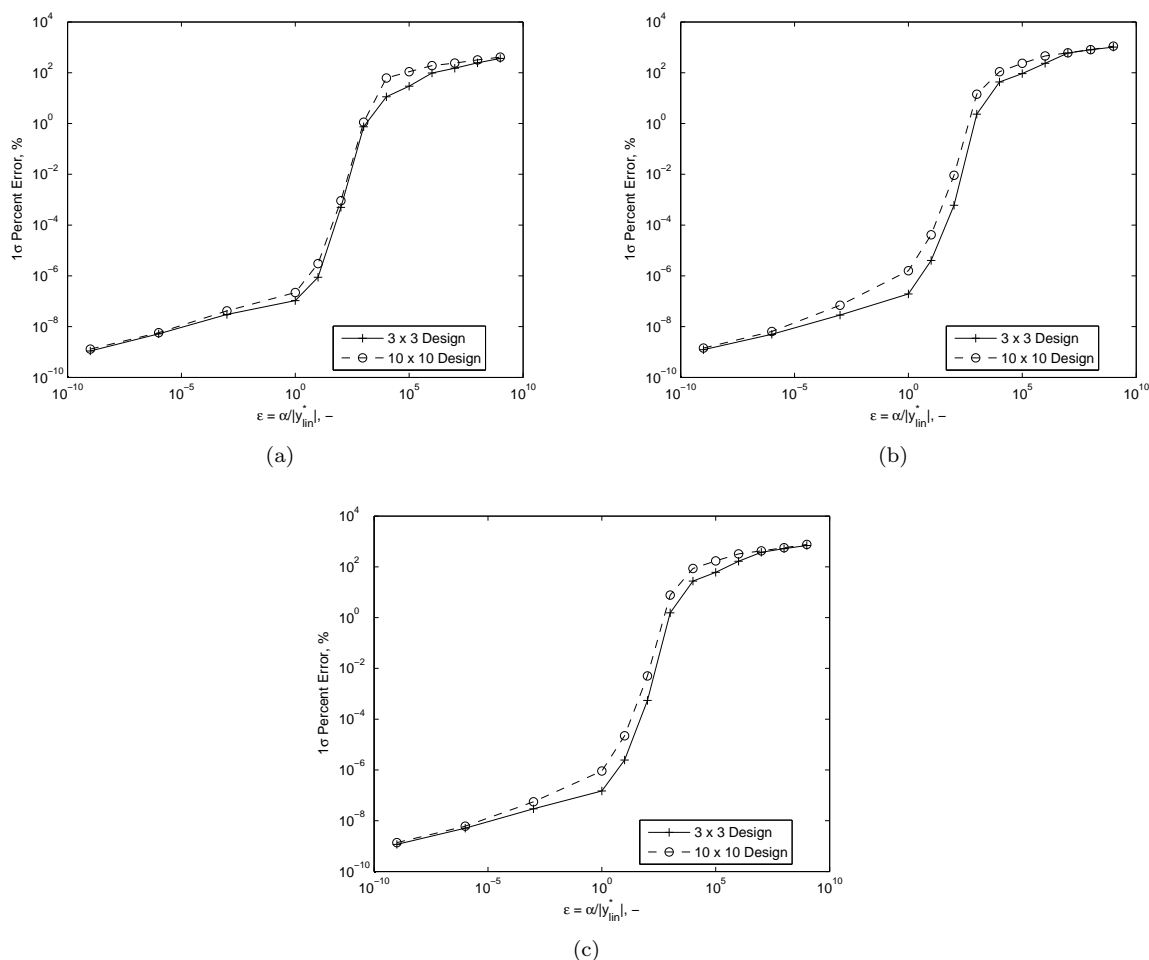 10^4
10^2
10^0
10^−2
10^−4
10^−6
10^−8
10^−10
1σ Percent Error, %
3 x 3 Design
10 x 10 Design
10^−10
10^−5
10^0
10^5
10^10
ε = α/|y*_lin|, −
(a)
10^4
10^2
10^0
10^−2
10^−4
10^−6
10^−8
10^−10
1σ Percent Error, %
3 x 3 Design
10 x 10 Design
10^−10
10^−5
10^0
10^5
10^10
ε = α/|y*_lin|, −
(b)
10^4
10^2
10^0
10^−2
10^−4
10^−6
10^−8
10^−10
1σ Percent Error, %
3 x 3 Design
10 x 10 Design
10^−10
10^−5
10^0
10^5
10^10
ε = α/|y*_lin|, −
(c)